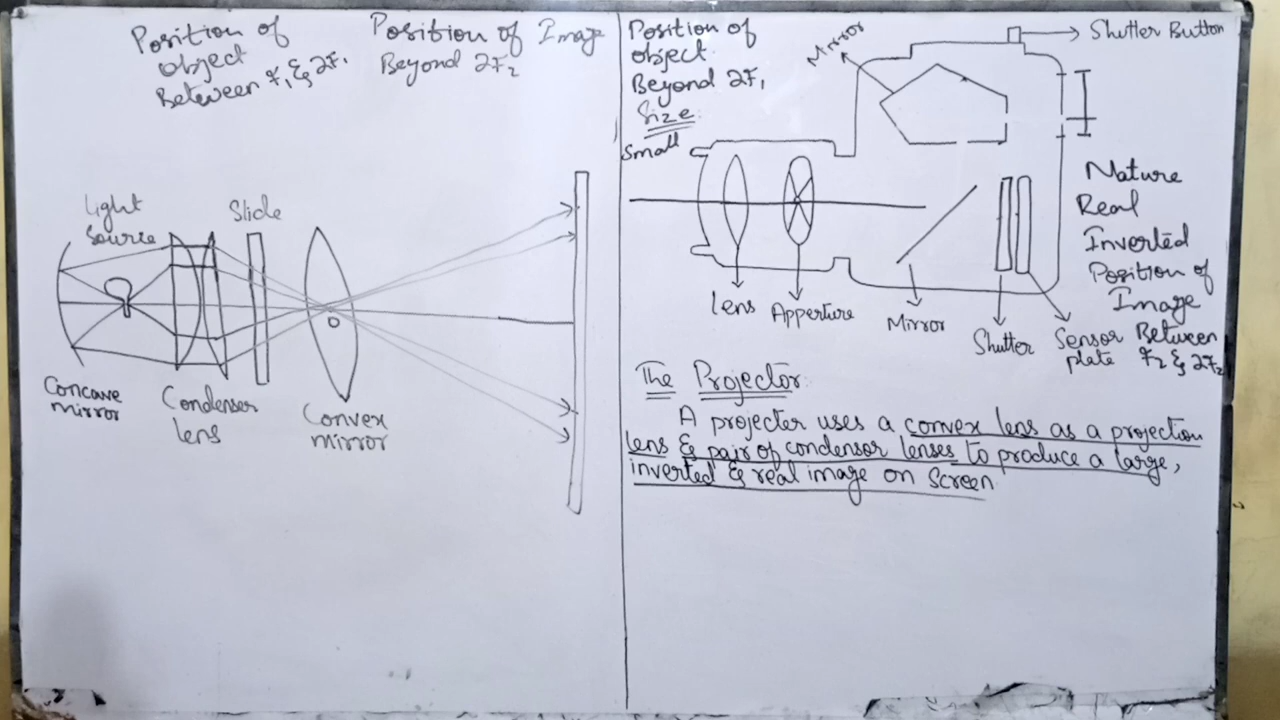 Position of
object
Between F,& 2F,
Position of Image
Beyond 2F2
Light
Source
Slide
Concave
mirror
Condenser
lens
O
Convex
mirror
Position of
object
Beyond 2F,
Size
Small
Mirror
Shutter Button
Lens
Apperture
Mirror
Shutter
Sensor
plate
Nature
Real
Inverted
Position of
Image
Between
F2 & 2F2
The Projector
A projecter uses a convex lens as a projection
lens & pair of condensor lenses to produce a large,
inverted & real image on Screen